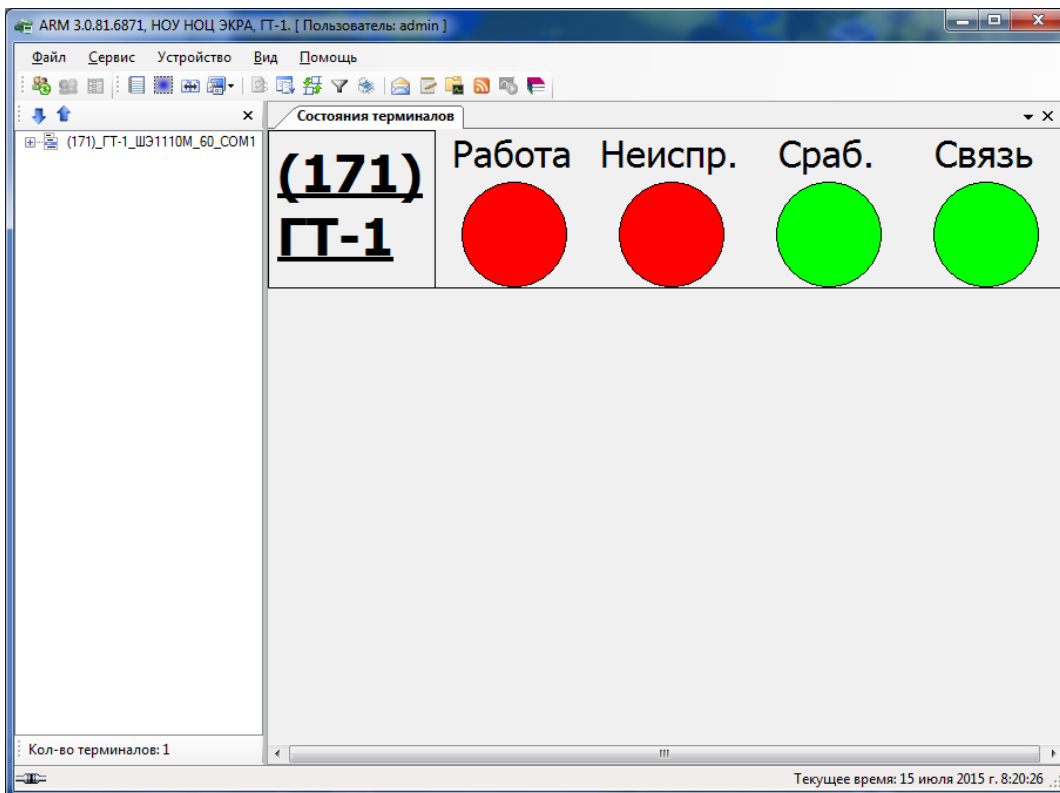 ARM 3.0.81.6871, НОУ НОЦ ЭКРА, ГТ-1. [ Пользователь: admin ]
Файл Сервис Устройство Вид Помощь
Состояния терминалов
(171)_ГТ-1_ШЭ1110М_60_COM1
(171)
ГТ-1
Работа Неиспр. Сраб. Связь
Кол-во терминалов: 1
Текущее время: 15 июля 2015 г. 8:20:26